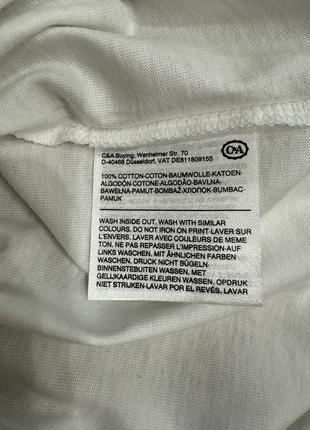 C&A Buying, Wanheimer Str. 70
D-40468 Düsseldorf, VAT DE811809155
C&A
100% COTTON-COTON-BAUMWOLLE-KATOEN-
ALGODÓN COTONE-ALGODÃO-BAVLNA-
BAWEŁNA-PAMUT-BOMBAŽ-ХЛОПОК-BUMBAC-
PAMUK
WASH INSIDE OUT. WASH WITH SIMILAR
COLOURS. DO NOT IRON ON PRINT-LAVER SUR
L'ENVERS. LAVER AVEC COULEURS DE MEME
TON. NE PAS REPASSER L'IMPRESSION-AUF
LINKS WASCHEN. MIT ÄHNLICHEN FARBEN
WASCHEN. DRUCK NICHT BÜGELN-
BINNENSTEBUITEN WASSEN. MET
GELIJKAARDIGE KLEUREN WASSEN. OPDRUK
NIET STRIJKEN-LAVAR POR EL REVÉS. LAVAR